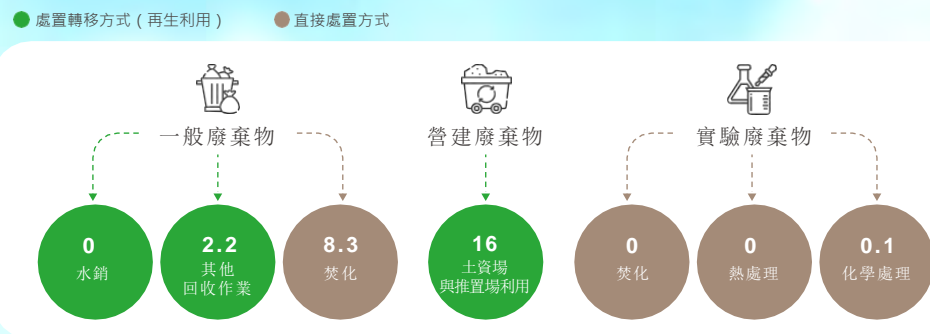 處置轉移方式 ( 再生利用 )
直接處置方式
一般廢棄物
營建廢棄物
實驗廢棄物
0
水銷
2.2
其他
回收作業
8.3
焚化
16
土資場
與推置場利用
0
焚化
0
熱處理
0.1
化學處理